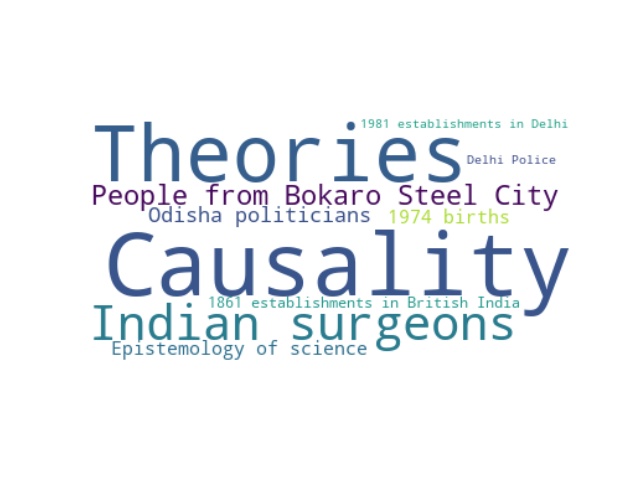 1981 establishments in Delhi
Theories
Delhi Police
People from Bokaro Steel City
Odisha politicians
1974 births
Causality
1861 establishments in British India
Indian surgeons
Epistemology of science